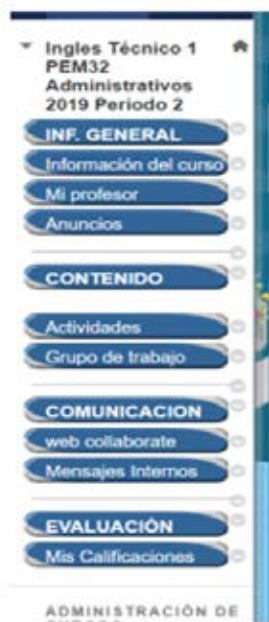 Ingles Técnico 1
PEM32
Administrativos
2019 Periodo 2
INF. GENERAL
Información del curso
Mi profesor
Anuncios
CONTENIDO
Actividades
Grupo de trabajo
COMUNICACION
web collaborate
Mensajes Internos
EVALUACIÓN
Mis Calificaciones
ADMINISTRACIÓN DE